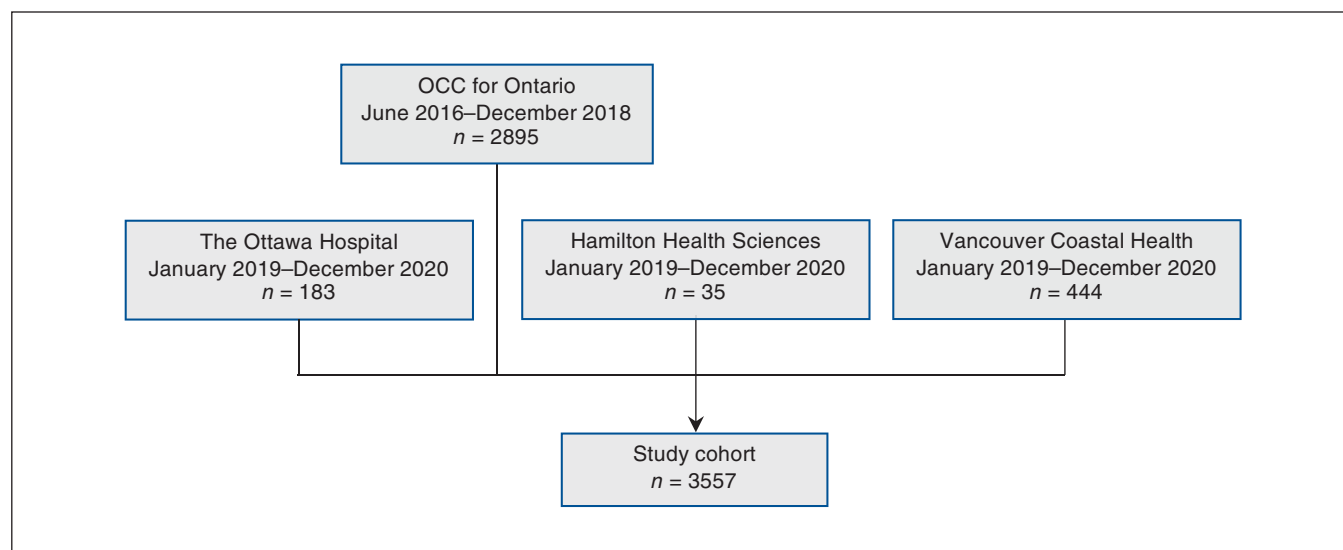 OCC for Ontario
June 2016–December 2018
n = 2895
The Ottawa Hospital
January 2019–December 2020
n = 183
Hamilton Health Sciences
January 2019–December 2020
n = 35
Vancouver Coastal Health
January 2019–December 2020
n = 444
Study cohort
n = 3557